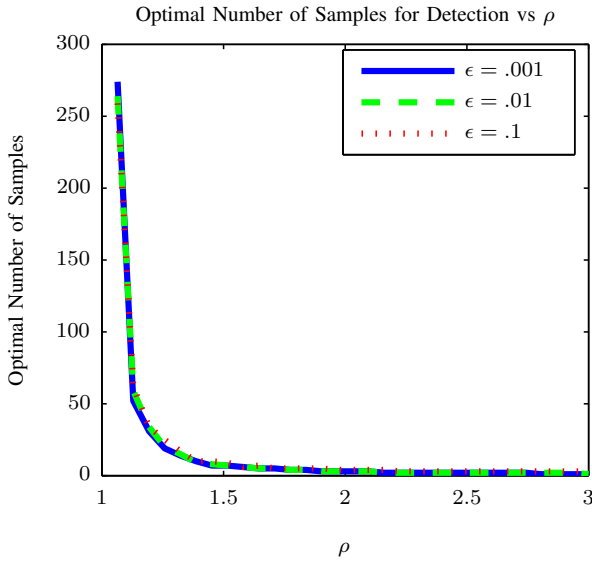 Optimal Number of Samples for Detection vs ρ
300
250
200
150
100
50
0
Optimal Number of Samples
1
1.5
2
2.5
3
ρ
ϵ = .001
ϵ = .01
ϵ = .1